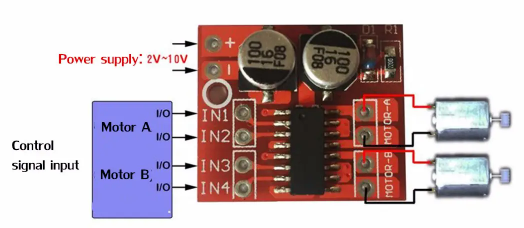 Power supply: 2V~10V
+
-
100
16
F08
100
16
F08
D1
R1
Control
signal input
Motor A
Motor B
I/O
I/O
I/O
I/O
IN1
IN2
IN3
IN4
MOTOR-A
MOTOR-B